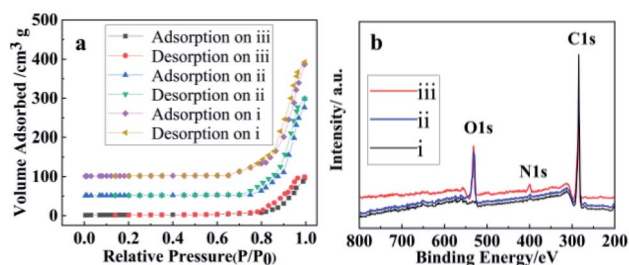 a
Volume Adsorbed /cm³ g
500
400
300
200
100
0
Adsorption on iii
Desorption on iii
Adsorption on ii
Desorption on ii
Adsorption on i
Desorption on i
0.0 0.2 0.4 0.6 0.8 1.0
Relative Pressure(P/P0)
b
Intensity/ a.u.
iii
ii
i
O1s
N1s
C1s
800 700 600 500 400 300 200
Binding Energy/eV